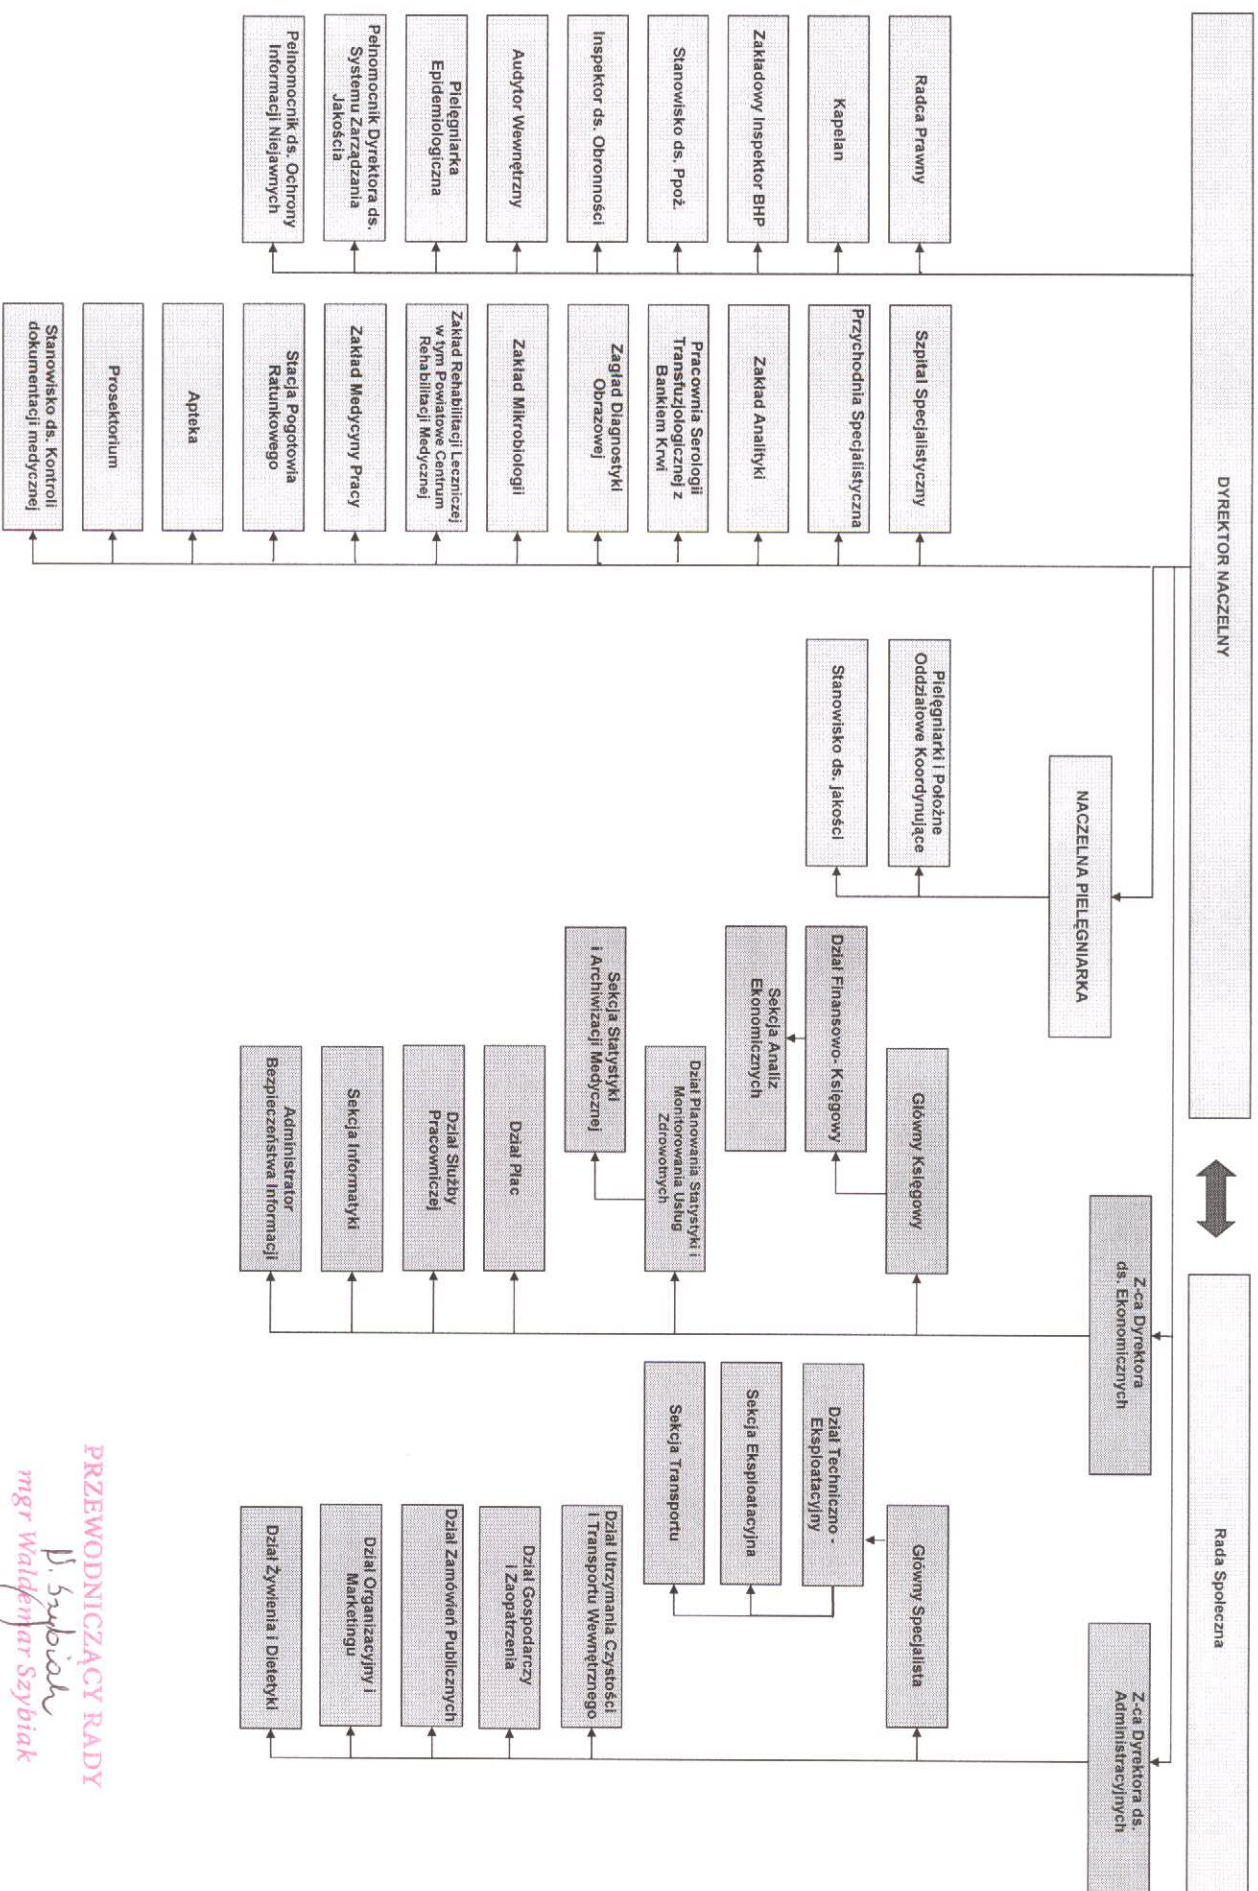 DYREKTOR NACZELNY
Rada Społeczna
Radca Prawny
Kapelan
Zakładowy Inspektor BHP
Stanowisko ds. Ppoż.
Inspektor ds. Obronności
Audytor Wewnętrzny
Pielęgniarka
Epidemiologiczna
Pełnomocnik Dyrektora ds.
Systemu Zarządzania
Jakością
Pełnomocnik ds. Ochrony
Informacji Niejawnych
Szpital Specjalistyczny
Przychodnia Specjalistyczna
Zakład Analityki
Pracownia Serologii
Transfuzjologicznej z
Bankiem Krwi
Zagład Diagnostyki
Obrazowej
Zakład Mikrobiologii
Zakład Rehabilitacji Leczniczej
w tym Powiatowe Centrum
Rehabilitacji Medycznej
Zakład Medycyny Pracy
Stacja Pogotowia
Ratunkowego
Apteka
Prosektorium
Stanowisko ds. Kontroli
dokumentacji medycznej
NACZELNA PIELĘGNIARKA
Pielęgniarki i Położne
Oddziałowe Koordynujące
Stanowisko ds. jakości
Z-ca Dyrektora
ds. Ekonomicznych
Główny Księgowy
Dział Finansowo- Księgowy
Sekcja Analiz
Ekonomicznych
Dział Planowania Statystyki i
Monitorowania Usług
Zdrowotnych
Sekcja Statystyki
i Archiwizacji Medycznej
Dział Płac
Dział Służby
Pracowniczej
Sekcja Informatyki
Administrator
Bezpieczeństwa Informacji
Z-ca Dyrektora ds.
Administracyjnych
Główny Specjalista
Dział Techniczno -
Eksploatacyjny
Sekcja Eksploatacyjna
Sekcja Transportu
Dział Utrzymania Czystości
i Transportu Wewnętrznego
Dział Gospodarczy
i Zaopatrzenia
Dział Zamówień Publicznych
Dział Organizacyjny i
Marketingu
Dział Żywienia i Dietetyki
PRZEWODNICZĄCY RADY
W. Szybiak
mgr Waldemar Szybiak